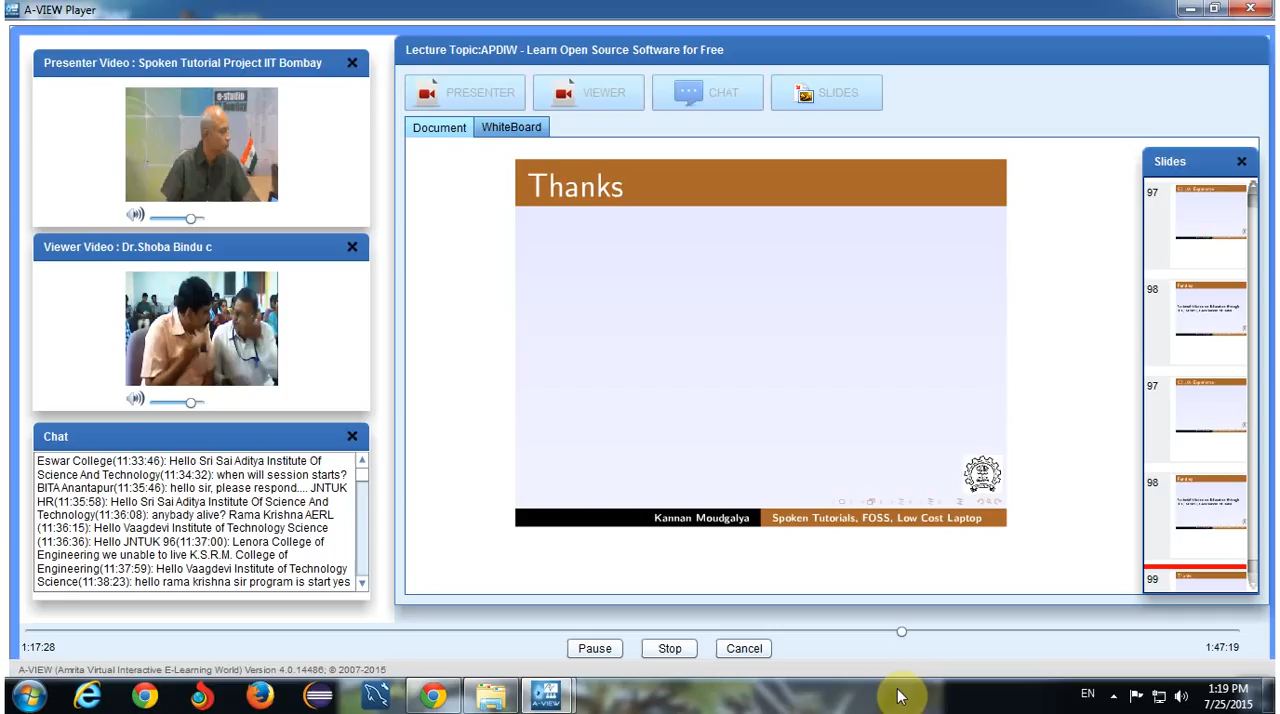 A-VIEW Player
Presenter Video : Spoken Tutorial Project IIT Bombay
Viewer Video : Dr.Shoba Bindu c
Chat
Eswar College(11:33:46): Hello Sri Sai Aditya Institute Of
Science And Technology(11:34:32): when will session starts?
BITA Anantapur(11:35:46): hello sir, please respond.... JNTUK
HR(11:35:58): Hello Sri Sai Aditya Institute Of Science And
Technology(11:36:08): anybady alive? Rama Krishna AERL
(11:36:15): Hello Vaagdevi Institute of Technology Science
(11:36:36): Hello JNTUK 96(11:37:00): Lenora College of
Engineering we unable to live K.S.R.M. College of
Engineering(11:37:59): Hello Vaagdevi Institute of Technology
Science(11:38:23): hello rama krishna sir program is start yes
Lecture Topic:APDIW - Learn Open Source Software for Free
PRESENTER VIEWER CHAT SLIDES
Document WhiteBoard
Thanks
e-studio
Kannan Moudgalya Spoken Tutorials, FOSS, Low Cost Laptop
Slides
97
98
Funding
97
98
Funding
99
Thanks
1:17:28 Pause Stop Cancel 1:47:19
A-VIEW (Amrita Virtual Interactive E-Learning World) Version 4.0.14486; © 2007-2015
A-VIEW
EN
1:19 PM
7/25/2015